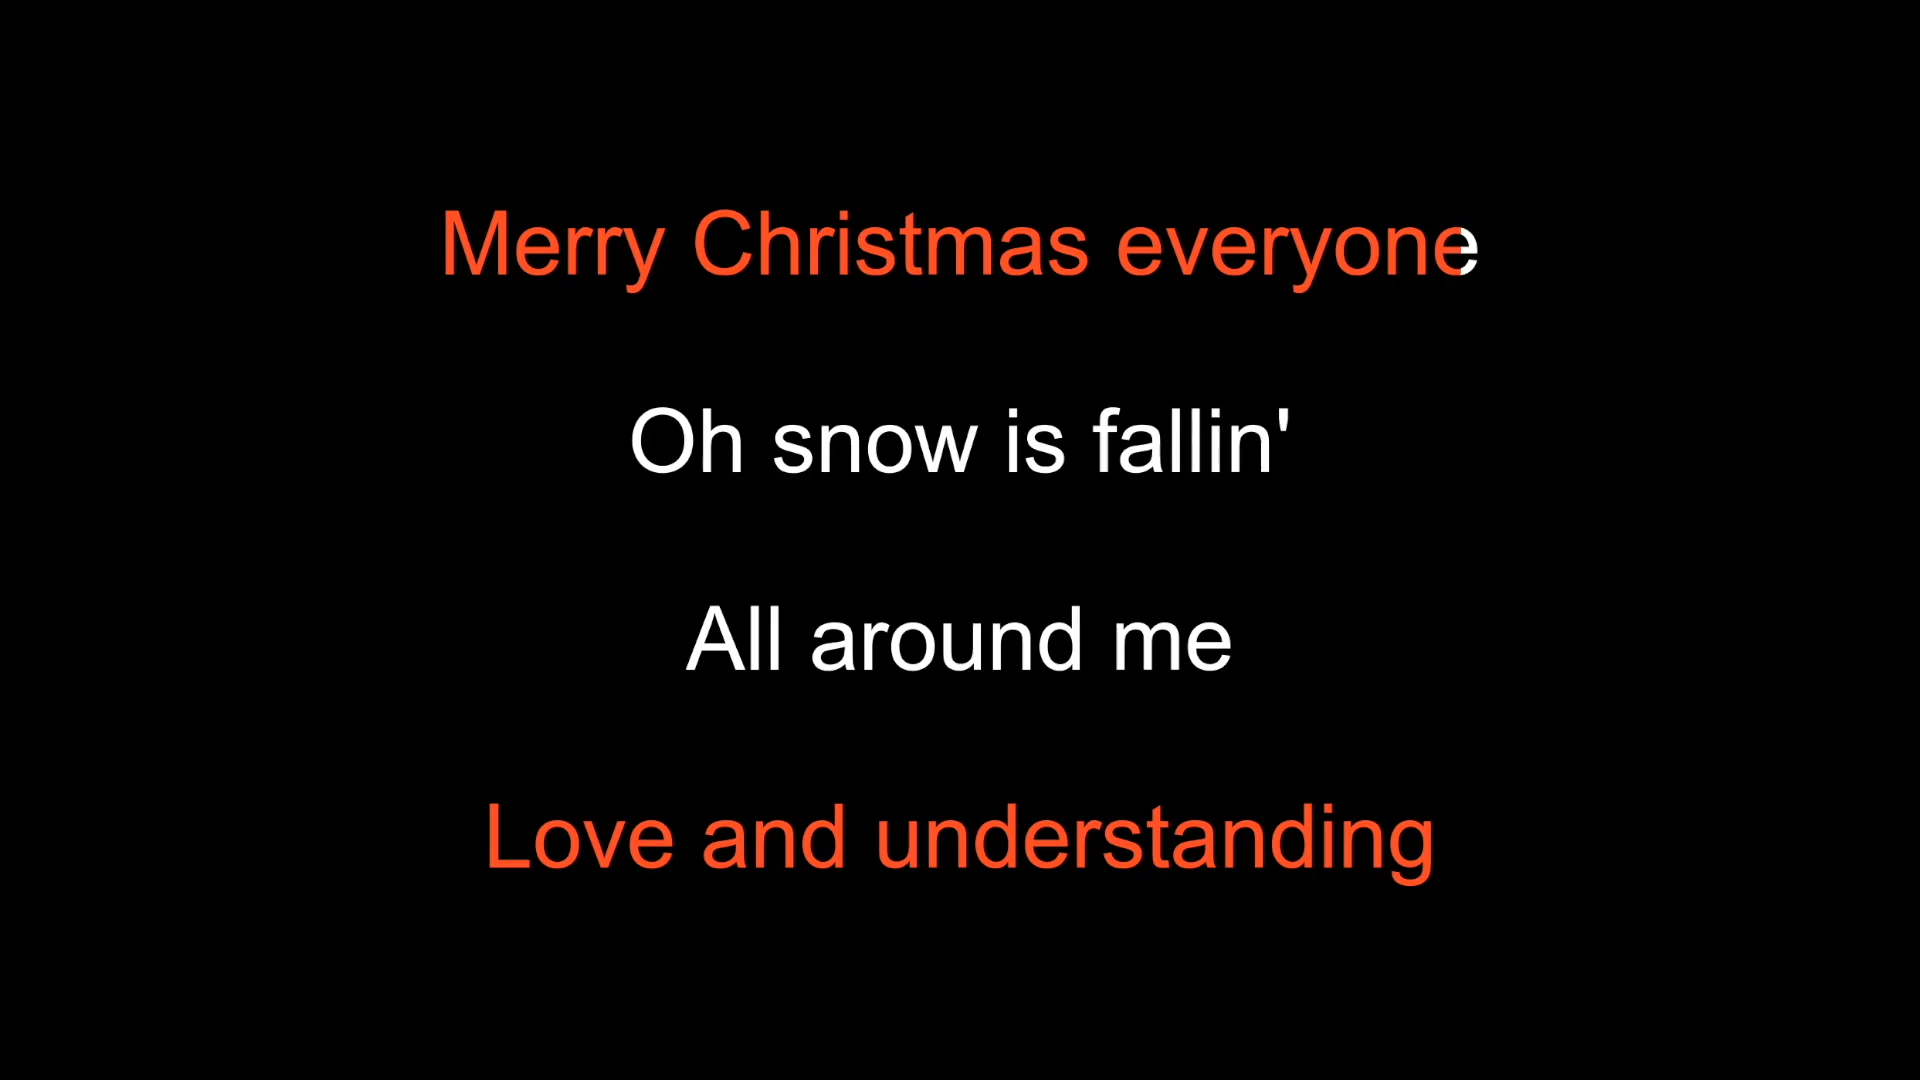 Merry Christmas everyone
Oh snow is fallin'
All around me
Love and understanding